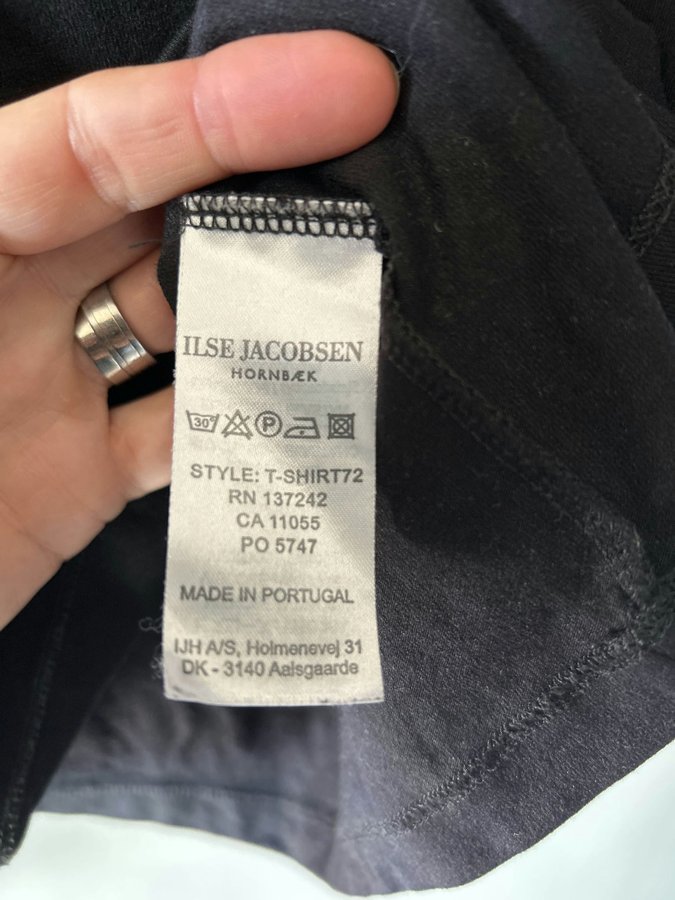 ILSE JACOBSEN
HORNBÆK
30° P
STYLE: T-SHIRT72
RN 137242
CA 11055
PO 5747
MADE IN PORTUGAL
IJH A/S, Holmenevej 31
DK - 3140 Aalsgaarde